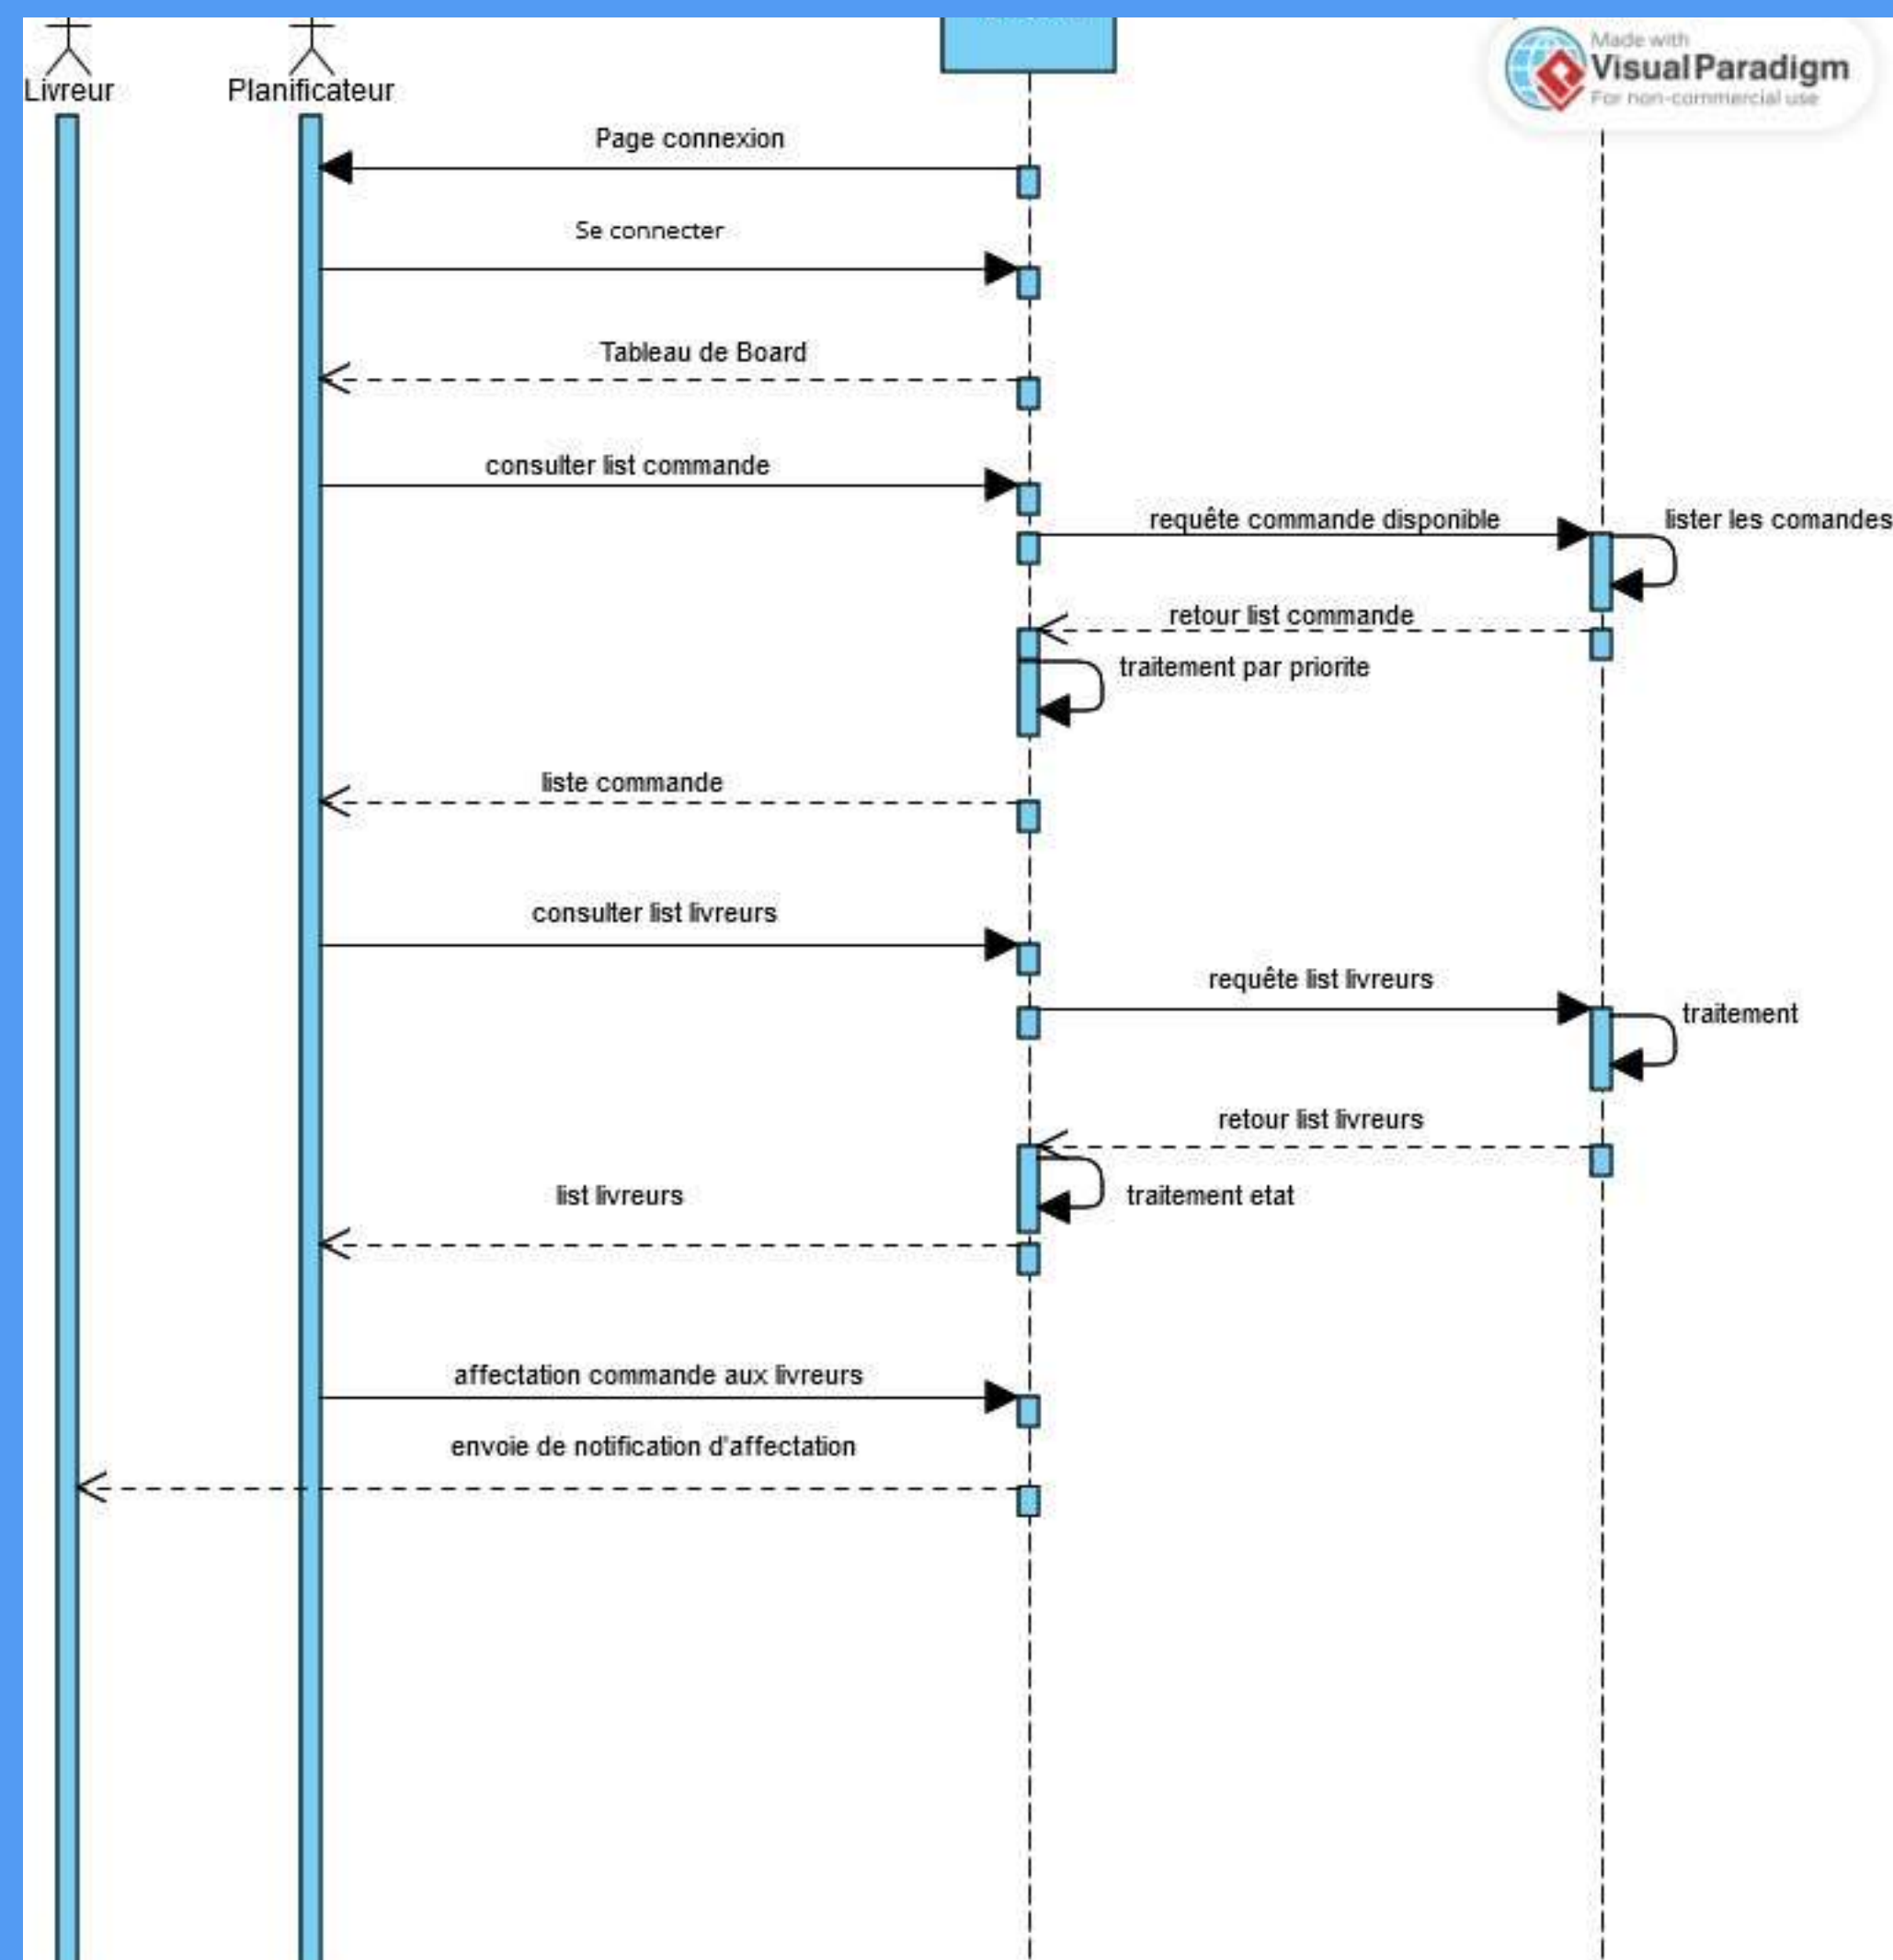 Made with
Visual Paradigm
For non-commercial use
Livreur
Planificateur
Page connexion
Se connecter
Tableau de Board
consulter list commande
requête commande disponible
lister les comandes
retour list commande
traitement par priorite
liste commande
consulter list livreurs
requête list livreurs
traitement
retour list livreurs
list livreurs
traitement etat
affectation commande aux livreurs
envoie de notification d'affectation